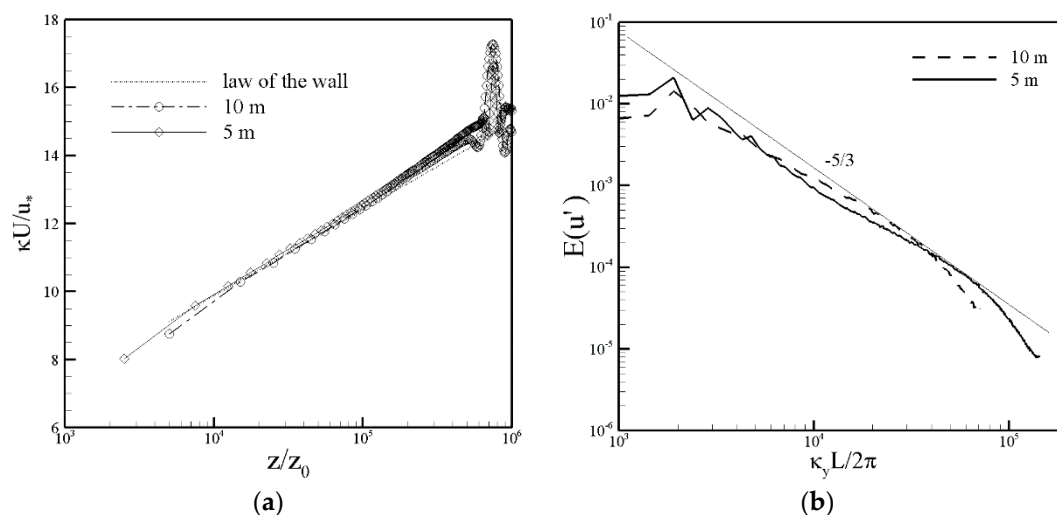 18
16
14
12
10
8
6
κU/u*
law of the wall
10 m
5 m
10³ 10⁴ 10⁵ 10⁶
z/z₀
(a)
10⁻¹
10⁻²
10⁻³
10⁻⁴
10⁻⁵
10⁻⁶
E(u')
10 m
5 m
-5/3
10³ 10⁴ 10⁵
κyL/2π
(b)